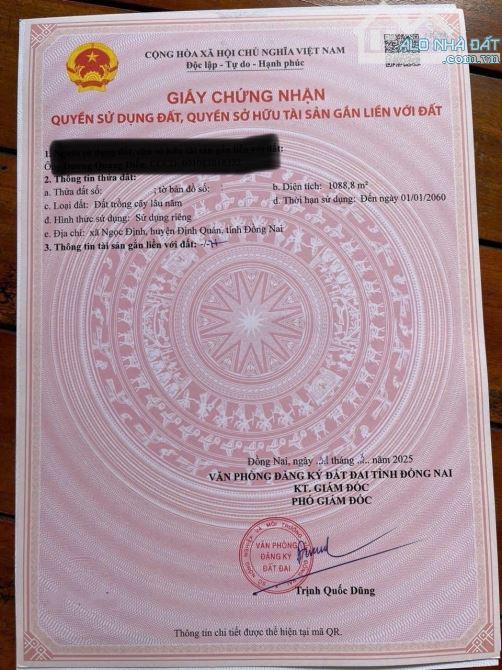 ALO NHÀ ĐẤT
.com.vn
CỘNG HÒA XÃ HỘI CHỦ NGHĨA VIỆT NAM
Độc lập - Tự do - Hạnh phúc
GIẤY CHỨNG NHẬN
QUYỀN SỬ DỤNG ĐẤT, QUYỀN SỞ HỮU TÀI SẢN GẮN LIỀN VỚI ĐẤT
2. Thông tin thửa đất:
a. Thửa đất số: ; tờ bản đồ số: b. Diện tích: 1088,8 m²
c. Loại đất: Đất trồng cây lâu năm d. Thời hạn sử dụng: Đến ngày 01/01/2060
đ. Hình thức sử dụng: Sử dụng riêng
e. Địa chỉ: xã Ngọc Định, huyện Định Quán, tỉnh Đồng Nai
3. Thông tin tài sản gắn liền với đất: -/-
Đồng Nai, ngày tháng năm 2025
VĂN PHÒNG ĐĂNG KÝ ĐẤT ĐAI TỈNH ĐỒNG NAI
KT. GIÁM ĐỐC
PHÓ GIÁM ĐỐC
VĂN PHÒNG
ĐĂNG KÝ
ĐẤT ĐAI
Trịnh Quốc Dũng
Thông tin chi tiết được thể hiện tại mã QR.